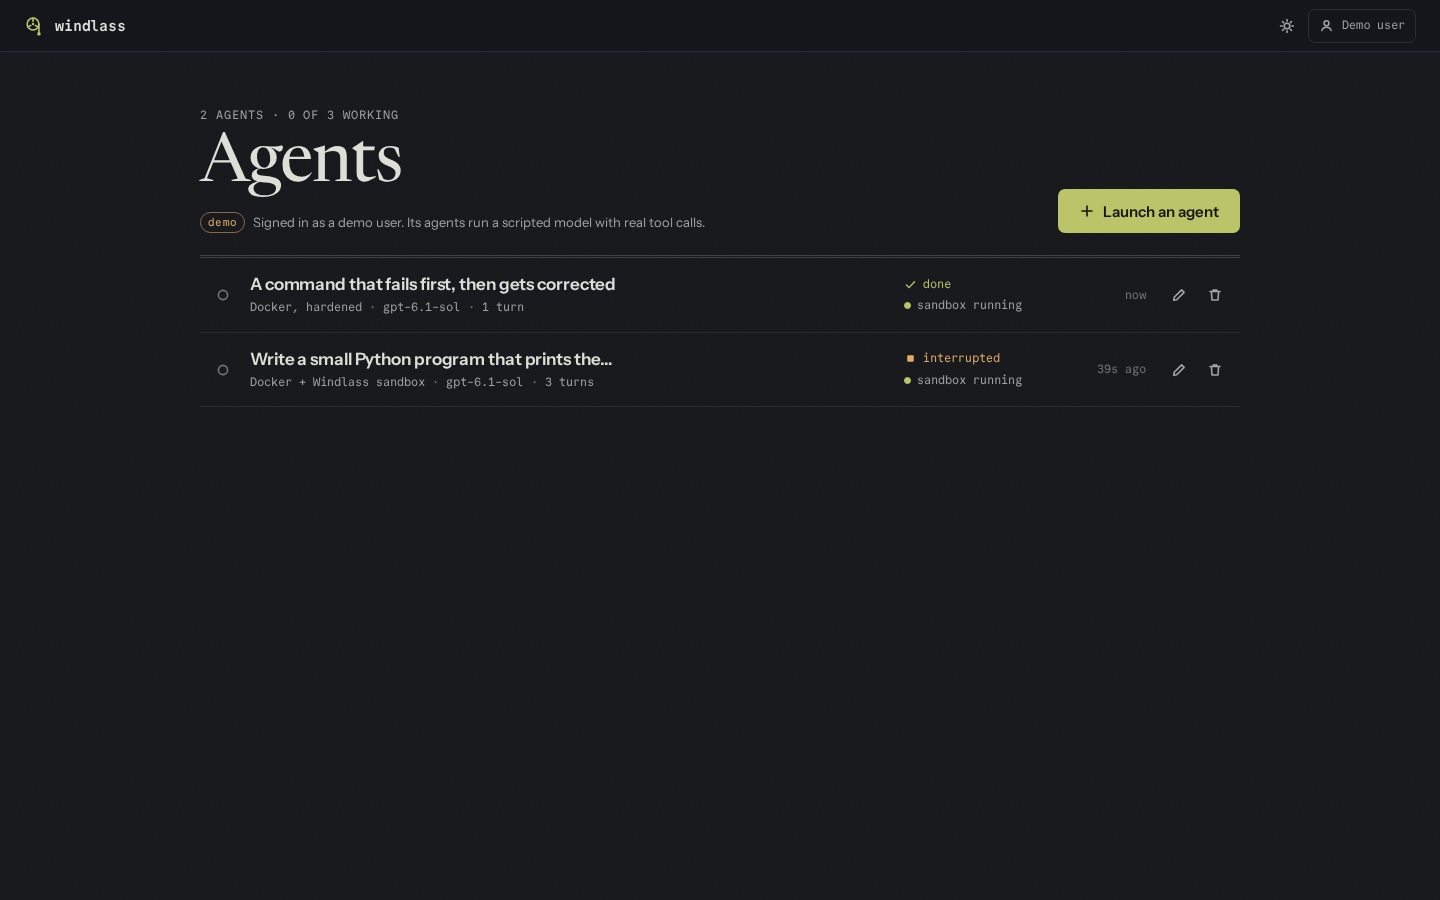 windlass
Demo user
2 AGENTS · 0 OF 3 WORKING
Agents
demo Signed in as a demo user. Its agents run a scripted model with real tool calls.
+ Launch an agent
A command that fails first, then gets corrected
Docker, hardened · gpt-6.1-sol · 1 turn
done
sandbox running
now
Write a small Python program that prints the...
Docker + Windlass sandbox · gpt-6.1-sol · 3 turns
interrupted
sandbox running
39s ago